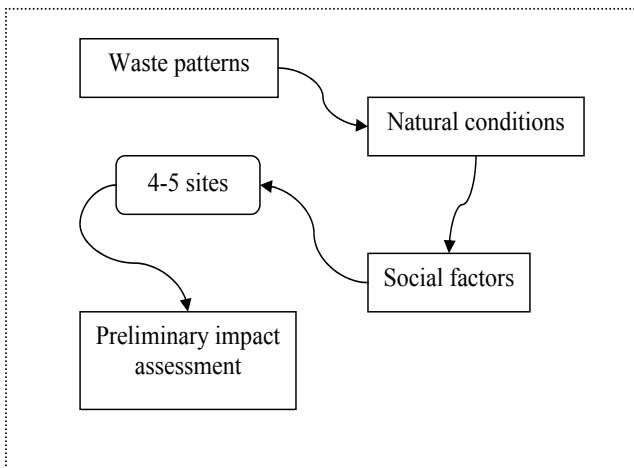 Waste patterns
Natural conditions
4-5 sites
Social factors
Preliminary impact
assessment